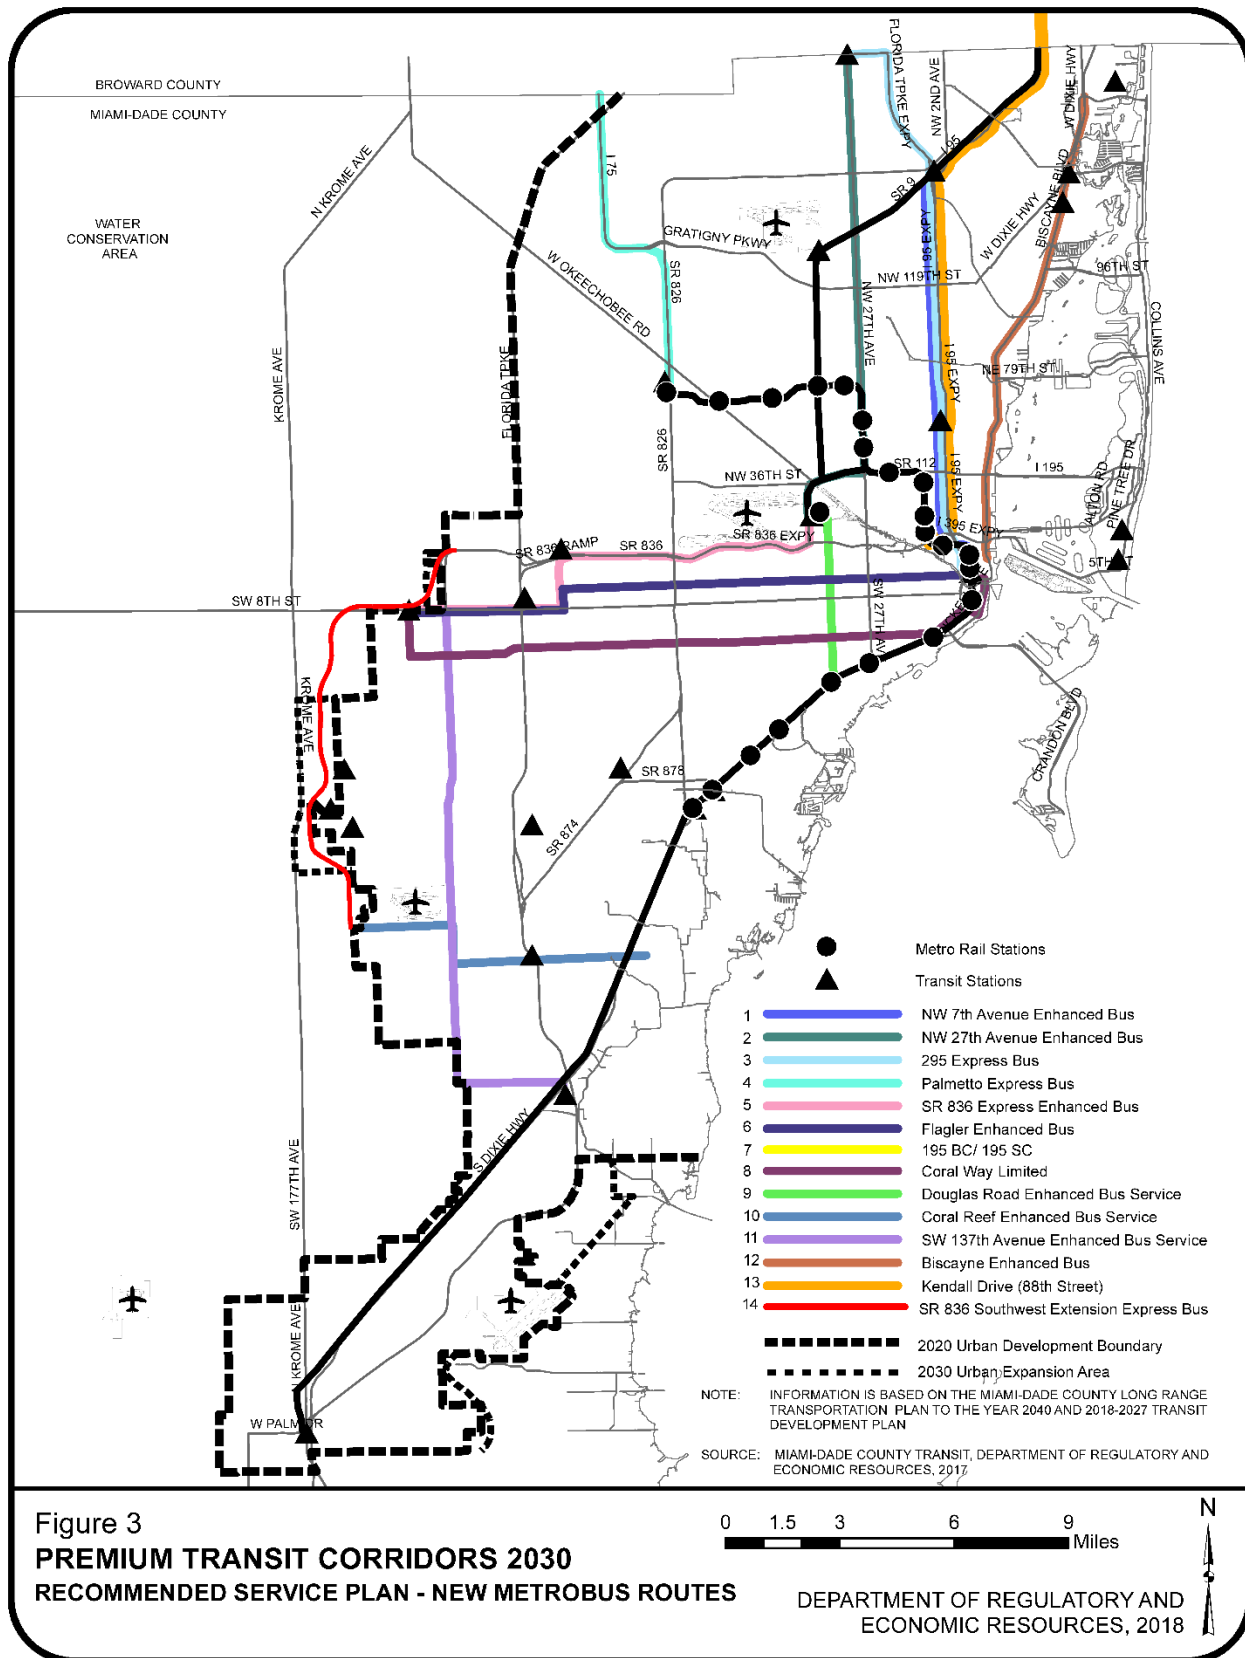 BROWARD COUNTY
MIAMI-DADE COUNTY
WATER
CONSERVATION
AREA
N KROME AVE
KROME AVE
FLORIDA TPKE
I 75
W OKEECHOBEE RD
GRATIGNY PKWY
SR 826
SR 826
FLORIDA TPKE EXPY
NW 2ND AVE
W DIXIE HWY
I 95
SR 9
BISCAYNE BLVD
W DIXIE HWY
95 EXPY
NW 119TH ST
96TH ST
COLLINS AVE
NW 27TH AVE
I 95 EXPY
NE 79TH ST
SR 112
I 195
NW 36TH ST
I 95 EXPY
ALTON RD
PINE TREE DR
I 395 EXPY
SR 836 EXPY
SR 836
SR 836 RAMP
5TH
SW 8TH ST
SW 27TH AV
KROME AVE
CRANDON BLVD
SR 878
SR 874
S DIXIE HWY
SW 177TH AVE
KROME AVE
W PALM DR
Metro Rail Stations
Transit Stations
1 NW 7th Avenue Enhanced Bus
2 NW 27th Avenue Enhanced Bus
3 295 Express Bus
4 Palmetto Express Bus
5 SR 836 Express Enhanced Bus
6 Flagler Enhanced Bus
7 195 BC/ 195 SC
8 Coral Way Limited
9 Douglas Road Enhanced Bus Service
10 Coral Reef Enhanced Bus Service
11 SW 137th Avenue Enhanced Bus Service
12 Biscayne Enhanced Bus
13 Kendall Drive (88th Street)
14 SR 836 Southwest Extension Express Bus
2020 Urban Development Boundary
2030 Urban Expansion Area
NOTE: INFORMATION IS BASED ON THE MIAMI-DADE COUNTY LONG RANGE
TRANSPORTATION PLAN TO THE YEAR 2040 AND 2018-2027 TRANSIT
DEVELOPMENT PLAN
SOURCE: MIAMI-DADE COUNTY TRANSIT, DEPARTMENT OF REGULATORY AND
ECONOMIC RESOURCES, 2017
Figure 3
PREMIUM TRANSIT CORRIDORS 2030
RECOMMENDED SERVICE PLAN - NEW METROBUS ROUTES
0 1.5 3 6 9
Miles
N
DEPARTMENT OF REGULATORY AND
ECONOMIC RESOURCES, 2018